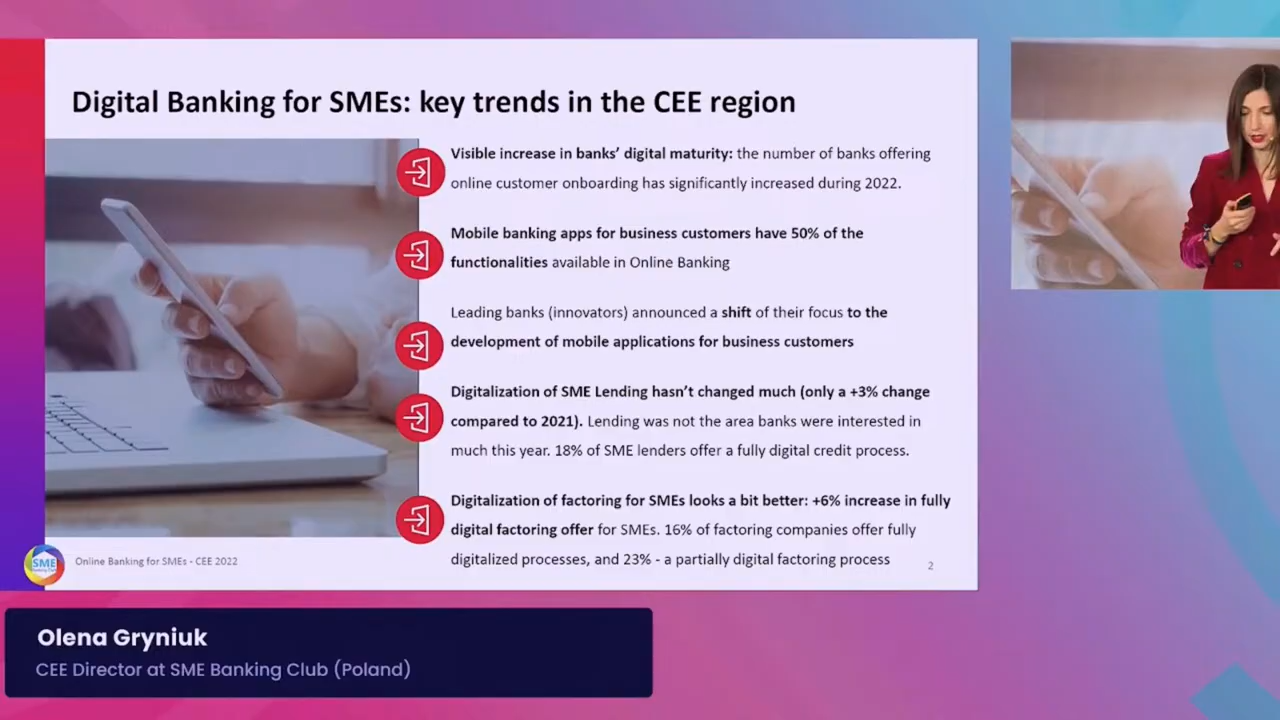 Digital Banking for SMEs: key trends in the CEE region
Visible increase in banks’ digital maturity: the number of banks offering
online customer onboarding has significantly increased during 2022.
Mobile banking apps for business customers have 50% of the
functionalities available in Online Banking
Leading banks (innovators) announced a shift of their focus to the
development of mobile applications for business customers
Digitalization of SME Lending hasn’t changed much (only a +3% change
compared to 2021). Lending was not the area banks were interested in
much this year. 18% of SME lenders offer a fully digital credit process.
Digitalization of factoring for SMEs looks a bit better: +6% increase in fully
digital factoring offer for SMEs. 16% of factoring companies offer fully
digitalized processes, and 23% - a partially digital factoring process
SME
Banking Club
Online Banking for SMEs - CEE 2022
2
Olena Gryniuk
CEE Director at SME Banking Club (Poland)